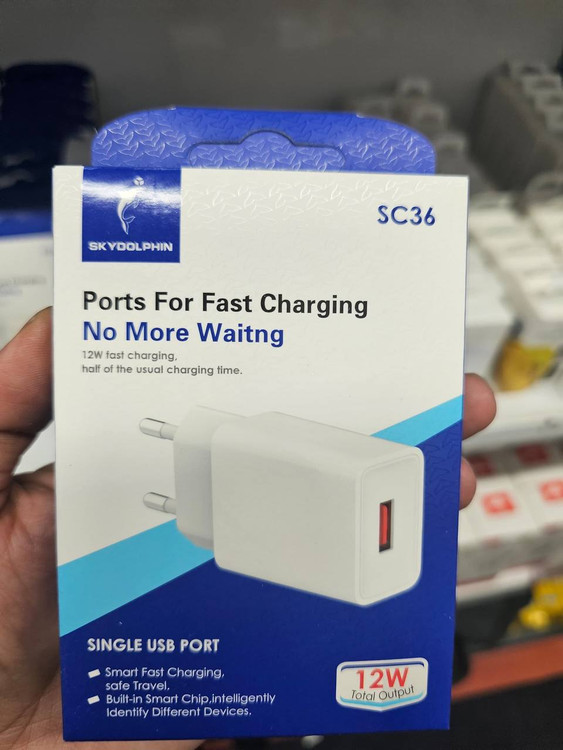 SKYDOLPHIN
SC36
Ports For Fast Charging
No More Waitng
12W fast charging,
half of the usual charging time.
SINGLE USB PORT
Smart Fast Charging,
safe Travel.
Built-in Smart Chip,intelligently
Identify Different Devices.
12W
Total Output